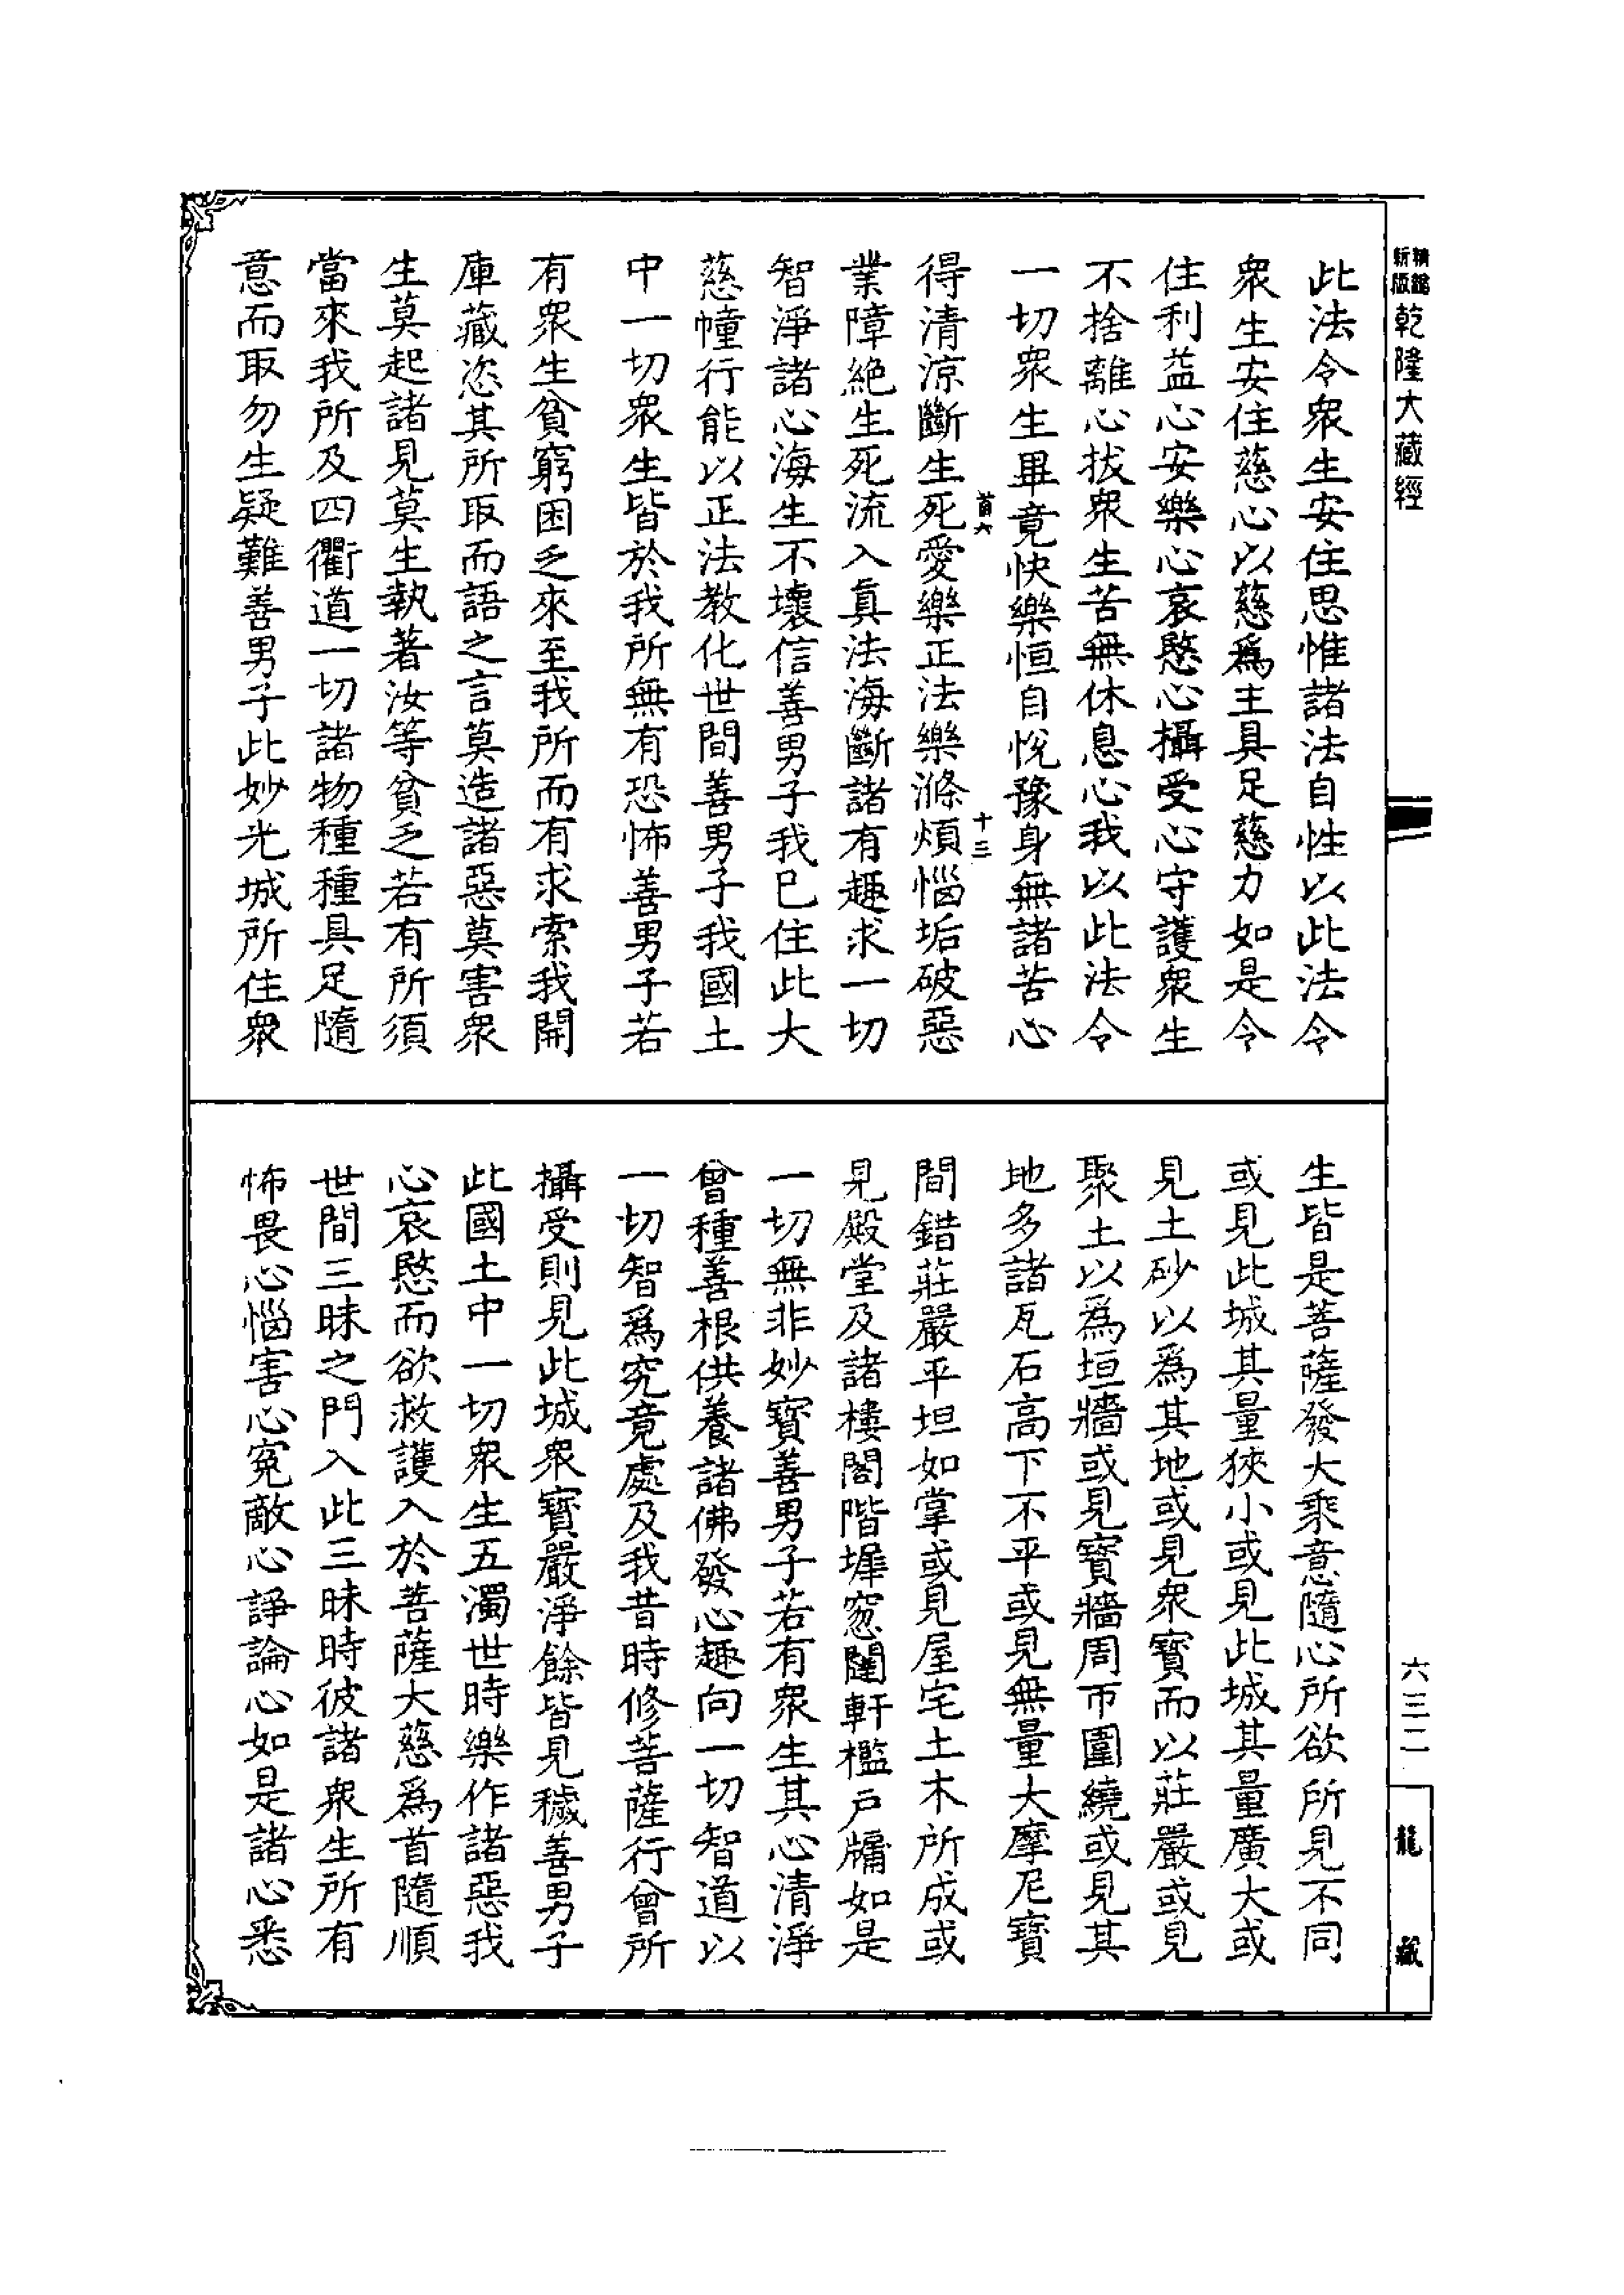 精鐫
新版
乾隆大藏經
此法令衆生安住思惟諸法自性以此法令
衆生安住慈心以慈爲主具足慈力如是令
住利益心安樂心哀愍心攝受心守護衆生
不捨離心拔衆生苦無休息心我以此法令
一切衆生畢竟快樂恒自悅豫身無諸苦心
首六
十三
得清涼斷生死愛樂正法樂滌煩惱垢破惡
業障絕生死流入真法海斷諸有趣求一切
智淨諸心海生不壞信善男子我已住此大
慈幢行能以正法教化世間善男子我國土
中一切衆生皆於我所無有恐怖善男子若
有衆生貧窮困乏來至我所而有求索我開
庫藏恣其所取而語之言莫造諸惡莫害衆
生莫起諸見莫生執著汝等貧乏若有所須
當來我所及四衢道一切諸物種種具足隨
意而取勿生疑難善男子此妙光城所住衆
生皆是菩薩發大乘意隨心所欲所見不同
或見此城其量狹小或見此城其量廣大或
見土砂以爲其地或見衆寶而以莊嚴或見
聚土以爲垣牆或見寶牆周帀圍繞或見其
地多諸瓦石高下不平或見無量大摩尼寶
間錯莊嚴平坦如掌或見屋宅土木所成或
見殿堂及諸樓閣階墀窓闥軒檻戶牖如是
一切無非妙寶善男子若有衆生其心清淨
曾種善根供養諸佛發心趣向一切智道以
一切智爲究竟處及我昔時修菩薩行曾所
攝受則見此城衆寶嚴淨餘皆見穢善男子
此國土中一切衆生五濁世時樂作諸惡我
心哀愍而欲救護入於菩薩大慈爲首隨順
世間三昧之門入此三昧時彼諸衆生所有
怖畏心惱害心冤敵心諍論心如是諸心悉
六三二
龍藏